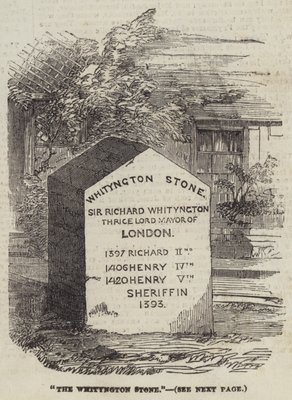 WHITYNGTON STONE.
SIR RICHARD WHITYNGTON
THRICE LORD MAYOR OF
LONDON.
1397 RICHARD IIND
1406 HENRY IVTH
1420 HENRY VTH
SHERIFF IN
1393.
"THE WHITYNGTON STONE."—(SEE NEXT PAGE.)